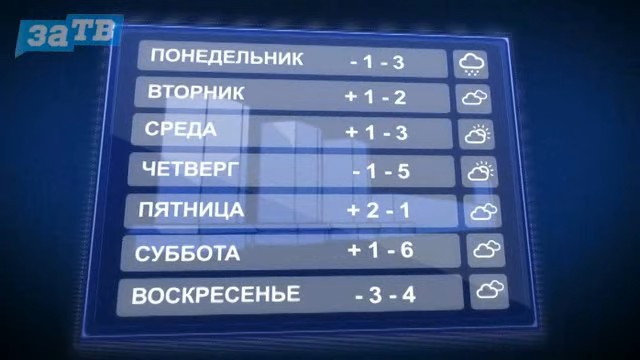 заТВ
ПОНЕДЕЛЬНИК - 1 - 3
ВТОРНИК + 1 - 2
СРЕДА + 1 - 3
ЧЕТВЕРГ - 1 - 5
ПЯТНИЦА + 2 - 1
СУББОТА + 1 - 6
ВОСКРЕСЕНЬЕ - 3 - 4